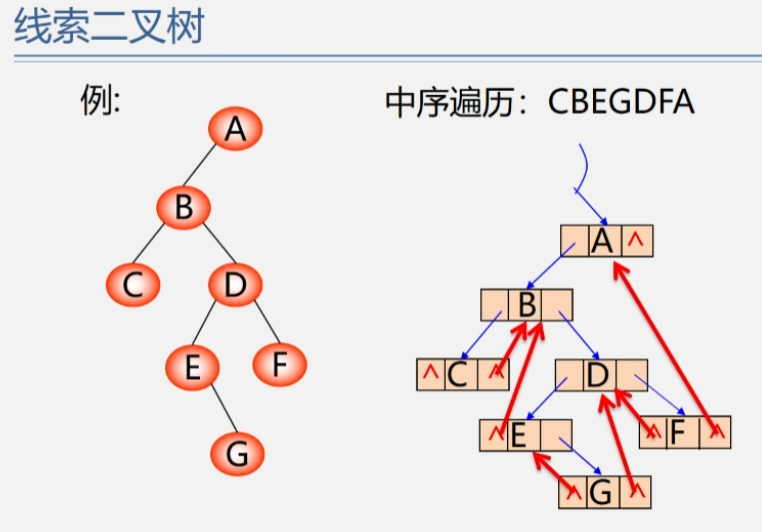 线索二叉树
例:
中序遍历：CBEGDFA
A
B
C D
E F
G
A ^
B
^ C ^ D
^ E ^ F ^
^ G ^